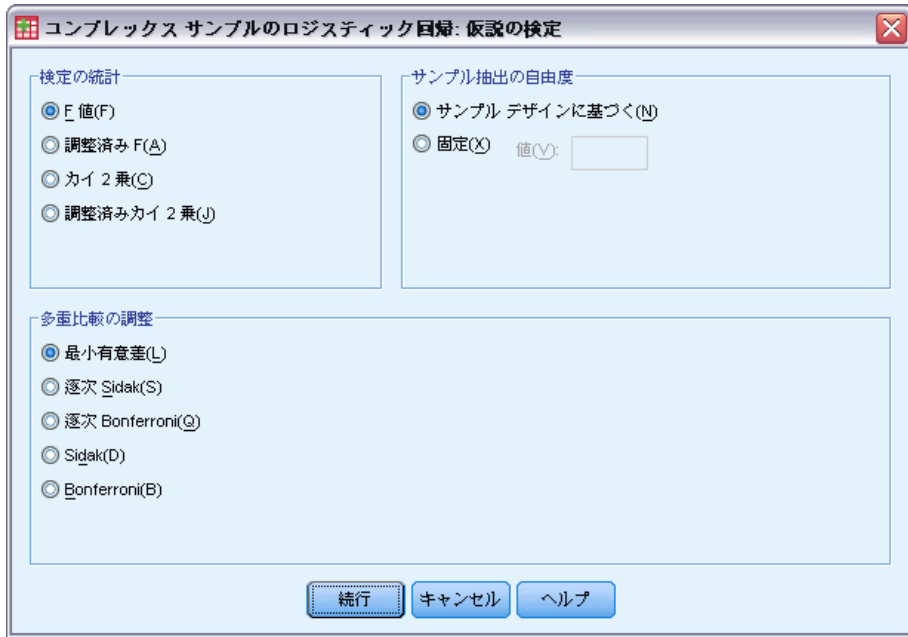 コンプレックス サンプルのロジスティック回帰: 仮説の検定
検定の統計
F 値(F)
調整済み F(A)
カイ 2 乗(C)
調整済みカイ 2 乗(J)
サンプル抽出の自由度
サンプル デザインに基づく(N)
固定(X) 値(V):
多重比較の調整
最小有意差(L)
逐次 Sidak(S)
逐次 Bonferroni(Q)
Sidak(D)
Bonferroni(B)
続行 キャンセル ヘルプ